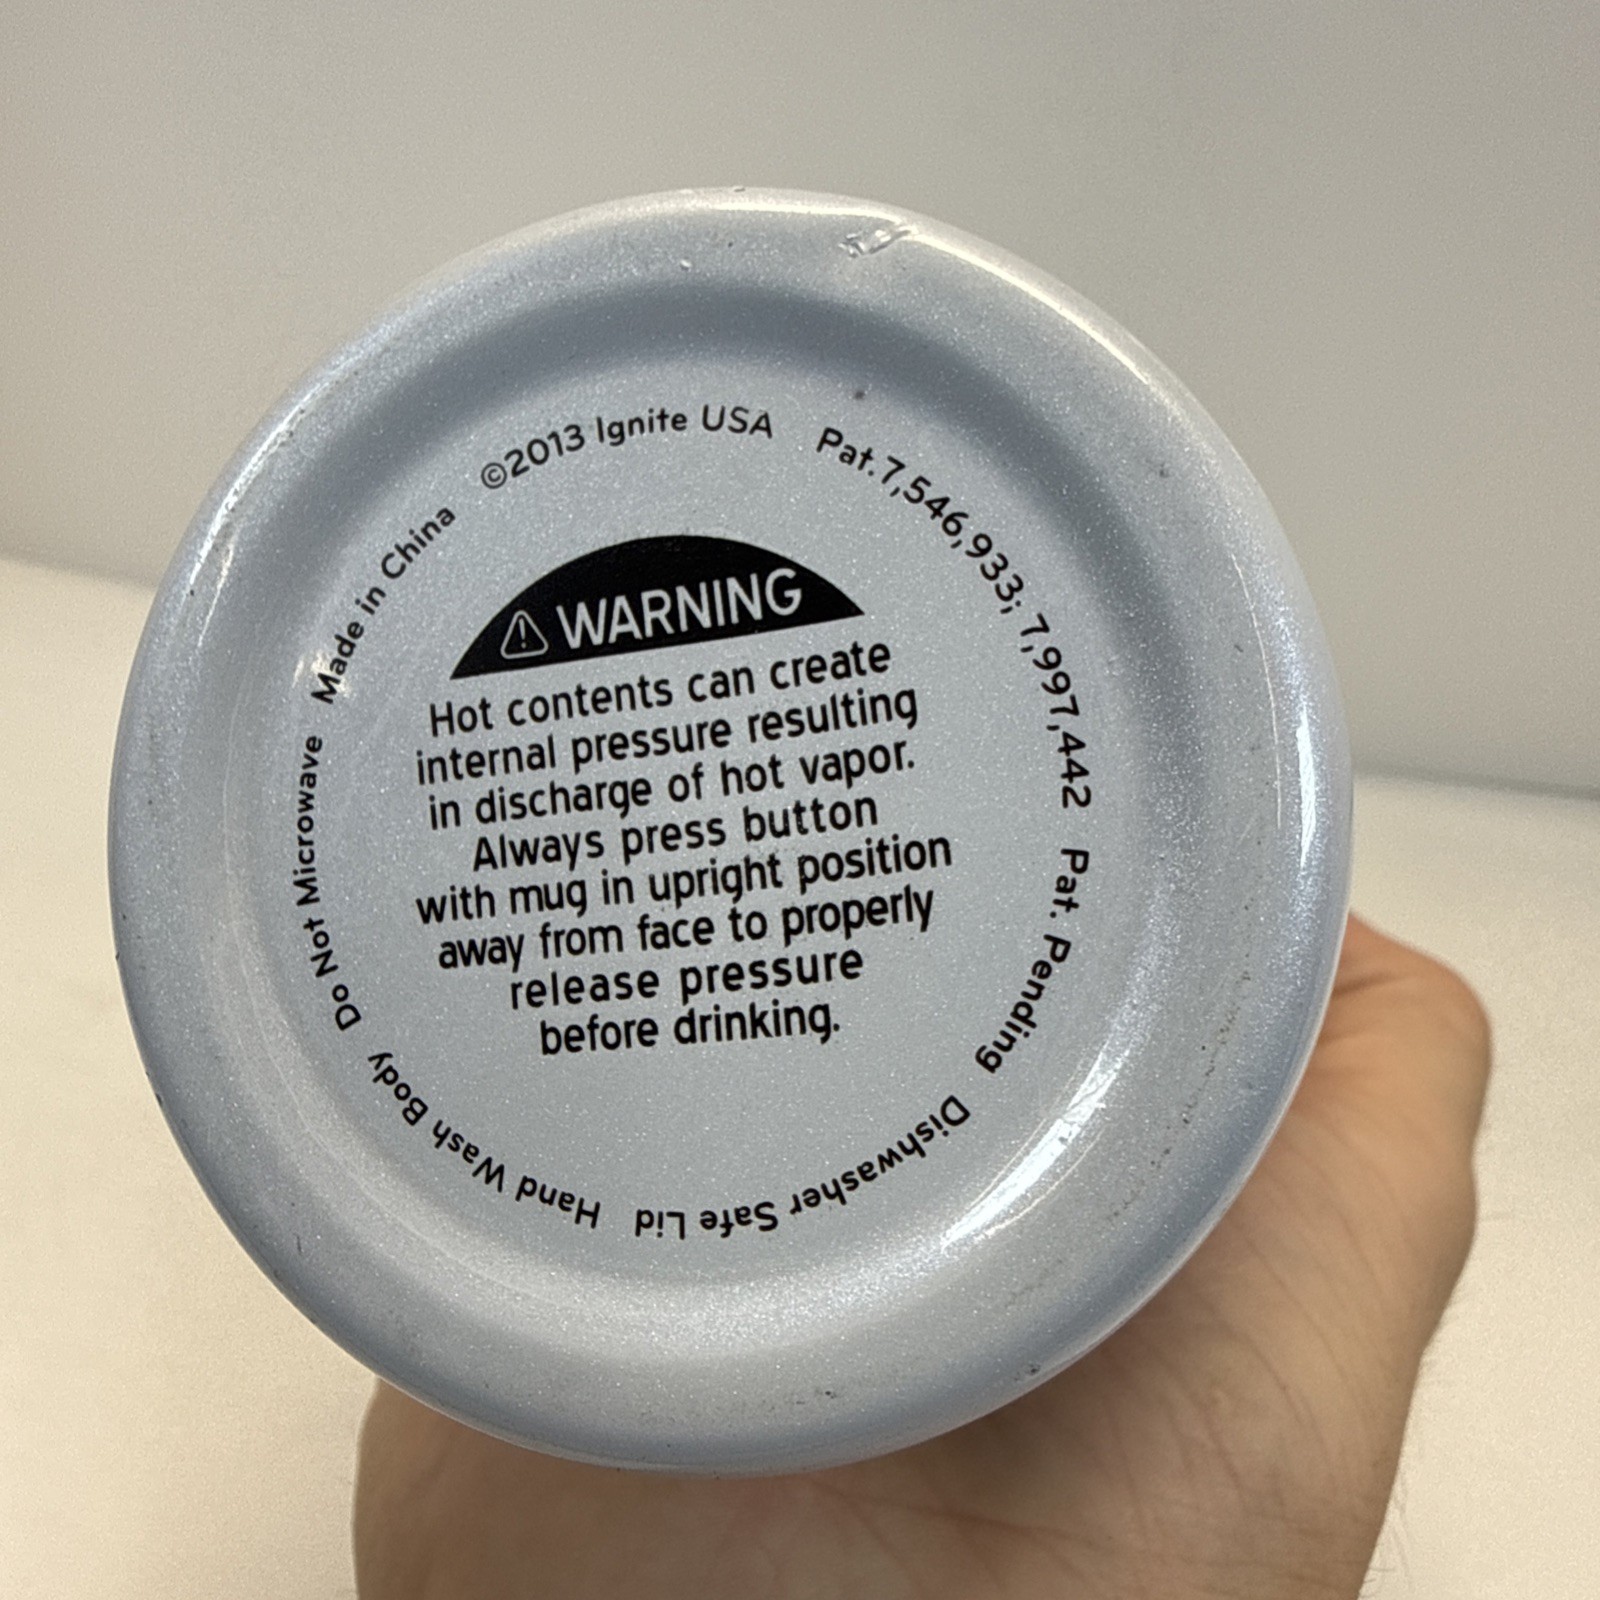 ©2013 Ignite USA Pat.7,546,933; 7,997,442 Pat. Pending Dishwasher Safe Lid Hand Wash Body Do Not Microwave Made in China
WARNING
Hot contents can create
internal pressure resulting
in discharge of hot vapor.
Always press button
with mug in upright position
away from face to properly
release pressure
before drinking.